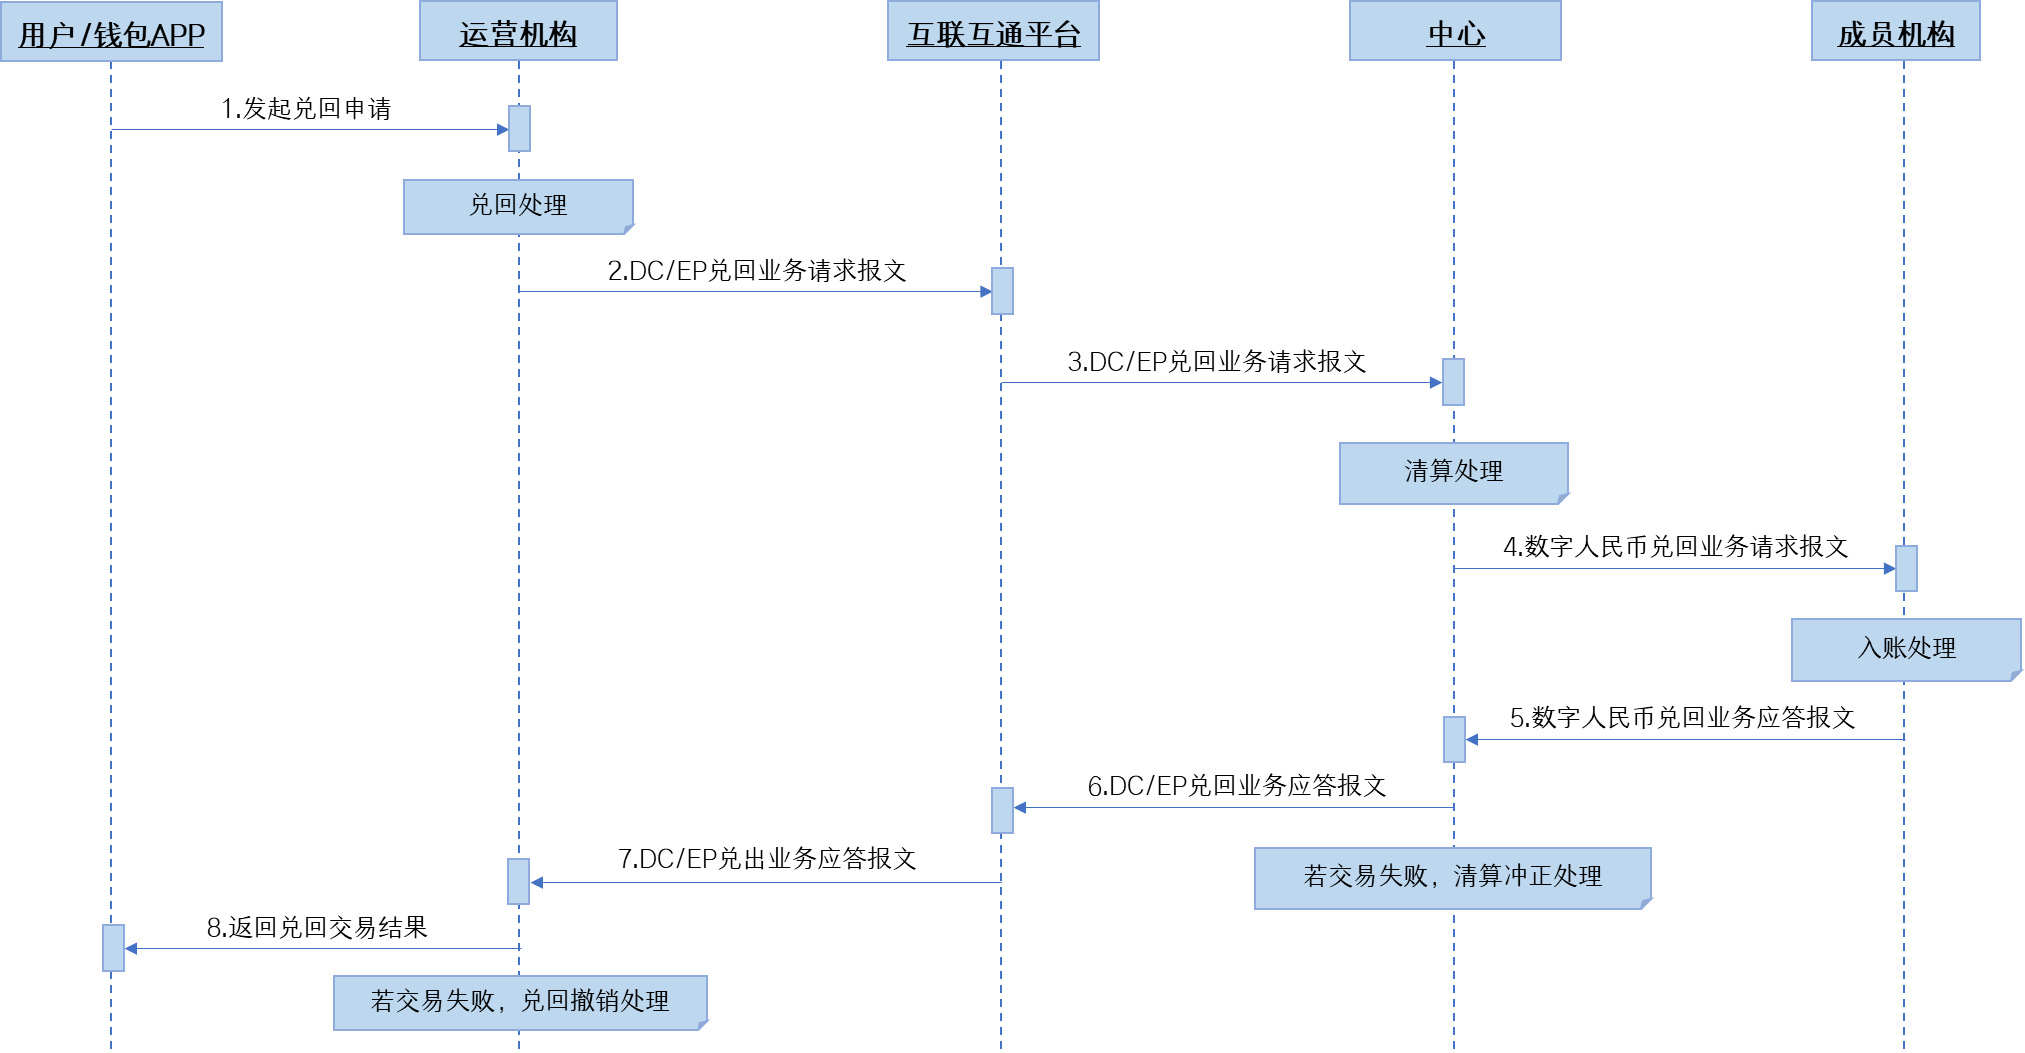 用户/钱包APP
运营机构
互联互通平台
中心
成员机构
1.发起兑回申请
兑回处理
2.DC/EP兑回业务请求报文
3.DC/EP兑回业务请求报文
清算处理
4.数字人民币兑回业务请求报文
入账处理
5.数字人民币兑回业务应答报文
6.DC/EP兑回业务应答报文
7.DC/EP兑出业务应答报文
若交易失败，清算冲正处理
8.返回兑回交易结果
若交易失败，兑回撤销处理